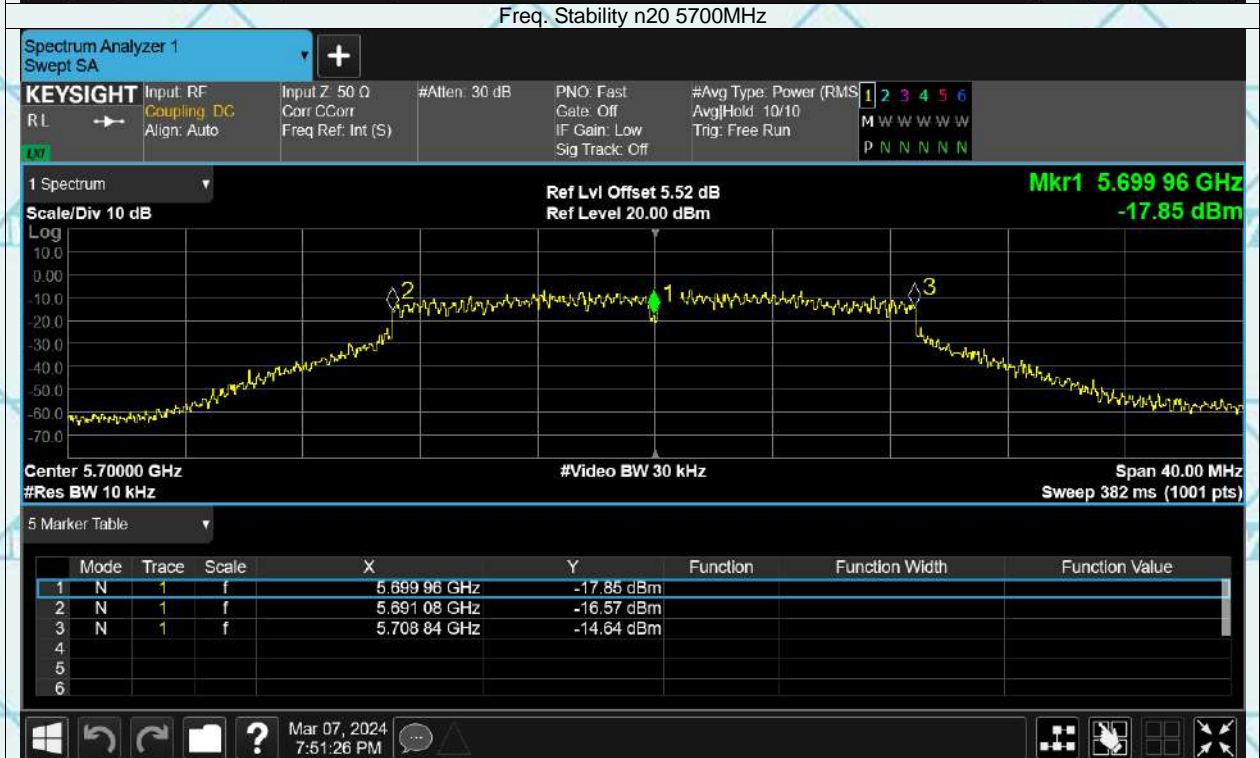 Freq. Stability n20 5700MHz
Spectrum Analyzer 1
Swept SA
+
KEYSIGHT Input: RF Input Z: 50 Ω #Atten: 30 dB PNO: Fast #Avg Type: Power (RMS 1 2 3 4 5 6
RL Coupling: DC Corr CCorr Gate: Off Avg|Hold: 10/10 M W W W W W
Align: Auto Freq Ref: Int (S) IF Gain: Low Trig: Free Run
LXI Sig Track: Off P N N N N N
1 Spectrum Ref Lvl Offset 5.52 dB Mkr1 5.699 96 GHz
Scale/Div 10 dB Ref Level 20.00 dBm -17.85 dBm
Log
10.0
0.00
-10.0
-20.0
-30.0
-40.0
-50.0
-60.0
-70.0
2 1 3
Center 5.70000 GHz #Video BW 30 kHz Span 40.00 MHz
#Res BW 10 kHz Sweep 382 ms (1001 pts)
5 Marker Table
Mode Trace Scale X Y Function Function Width Function Value
1 N 1 f 5.699 96 GHz -17.85 dBm
2 N 1 f 5.691 08 GHz -16.57 dBm
3 N 1 f 5.708 84 GHz -14.64 dBm
4
5
6
? Mar 07, 2024
7:51:26 PM